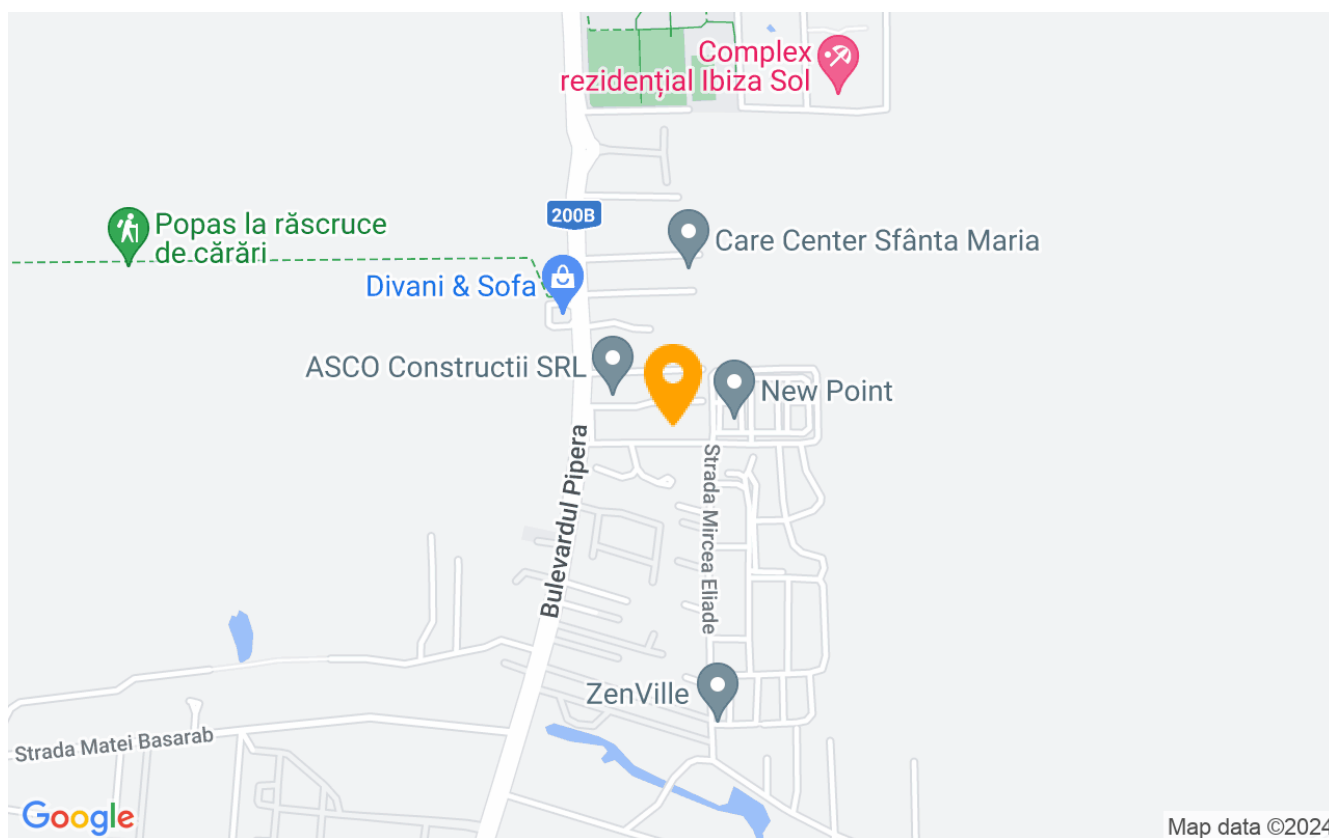 Complex
rezidențial Ibiza Sol
200B
Popas la răscruce
de cărări
Care Center Sfânta Maria
Divani & Sofa
ASCO Constructii SRL
New Point
Bulevardul Pipera
Strada Mircea Eliade
ZenVille
Strada Matei Basarab
Google
Map data ©2024